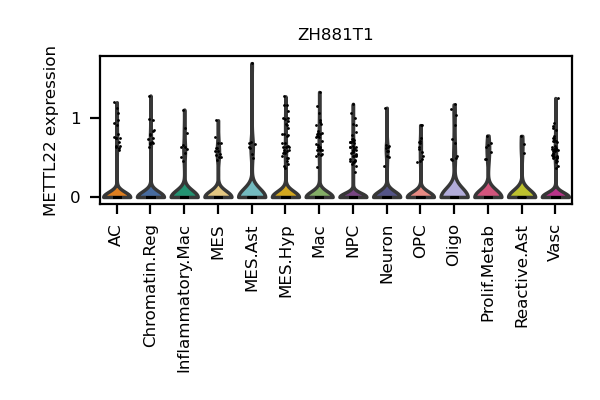 ZH881T1
METTL22 expression
1
0
AC
Chromatin.Reg
Inflammatory.Mac
MES
MES.Ast
MES.Hyp
Mac
NPC
Neuron
OPC
Oligo
Prolif.Metab
Reactive.Ast
Vasc